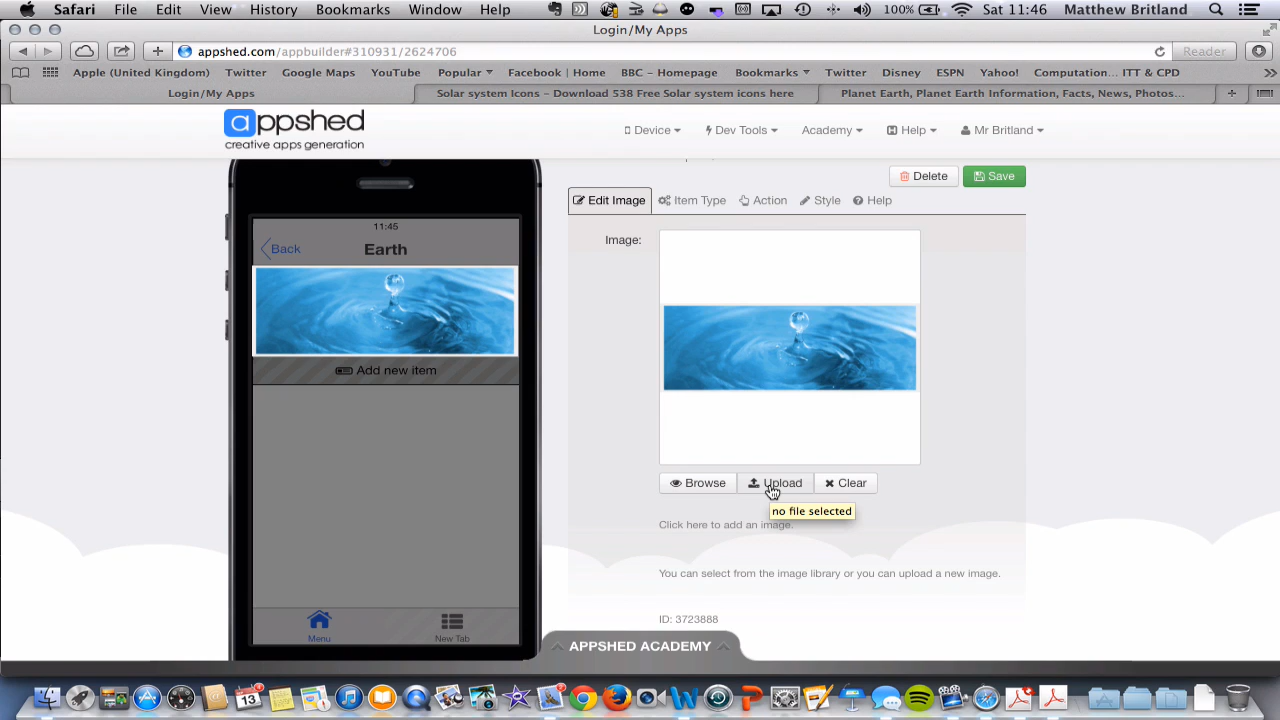 Safari File Edit View History Bookmarks Window Help 100% Sat 11:46 Matthew Britland
Login/My Apps
appshed.com/appbuilder#310931/2624706 Reader
Apple (United Kingdom) Twitter Google Maps YouTube Popular Facebook | Home BBC – Homepage Bookmarks Twitter Disney ESPN Yahoo! Computation... ITT & CPD
Login/My Apps Solar system Icons – Download 538 Free Solar system icons here Planet Earth, Planet Earth Information, Facts, News, Photos...
appshed
creative apps generation
Device Dev Tools Academy Help Mr Britland
Delete Save
Edit Image Item Type Action Style Help
11:45
Back Earth
Image:
Add new item
Browse Upload Clear
no file selected
Click here to add an image.
You can select from the image library or you can upload a new image.
ID: 3723888
Menu New Tab
APPSHED ACADEMY
13